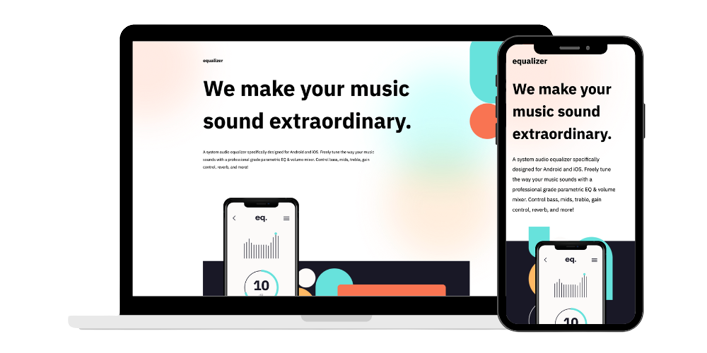 equalizer
We make your music
sound extraordinary.
A system audio equalizer specifically designed for Android and iOS. Freely tune the way your music
sounds with a professional grade parametric EQ & volume mixer. Control bass, mids, treble, gain
control, reverb, and more!
eq.
10
equalizer
We make your
music sound
extraordinary.
A system audio equalizer specifically
designed for Android and iOS. Freely tune
the way your music sounds with a
professional grade parametric EQ & volume
mixer. Control bass, mids, treble, gain
control, reverb, and more!
eq.
10